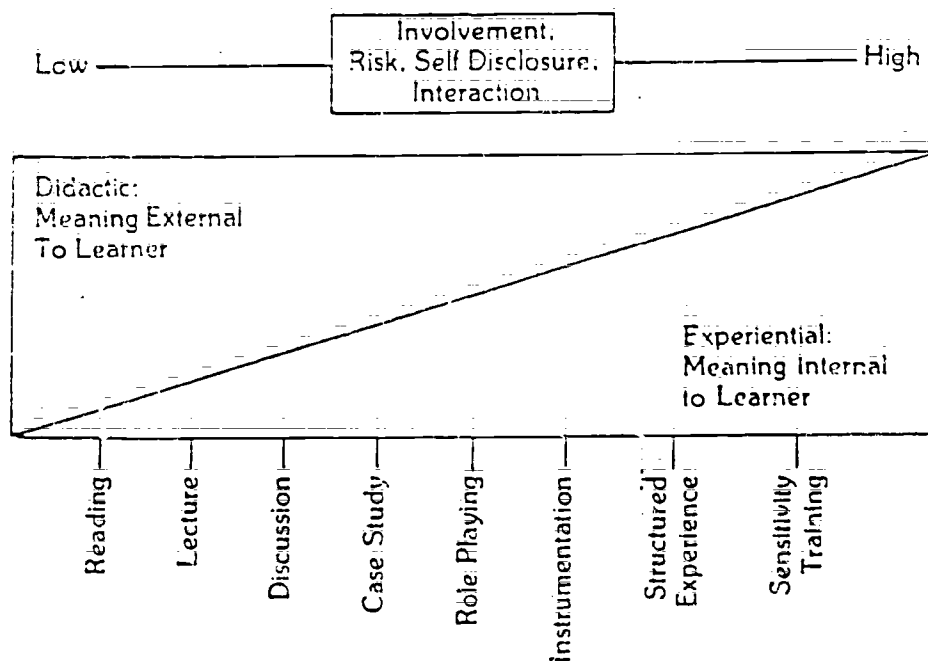 Involvement,
Low
Risk, Self Disclosure,
High
Interaction
Didactic:
Meaning External
To Learner
Experiential:
Meaning Internal
to Learner
Reading
Lecture
Discussion
Case Study
Role Playing
Instrumentation
Structured
Experience
Sensitivity
Training